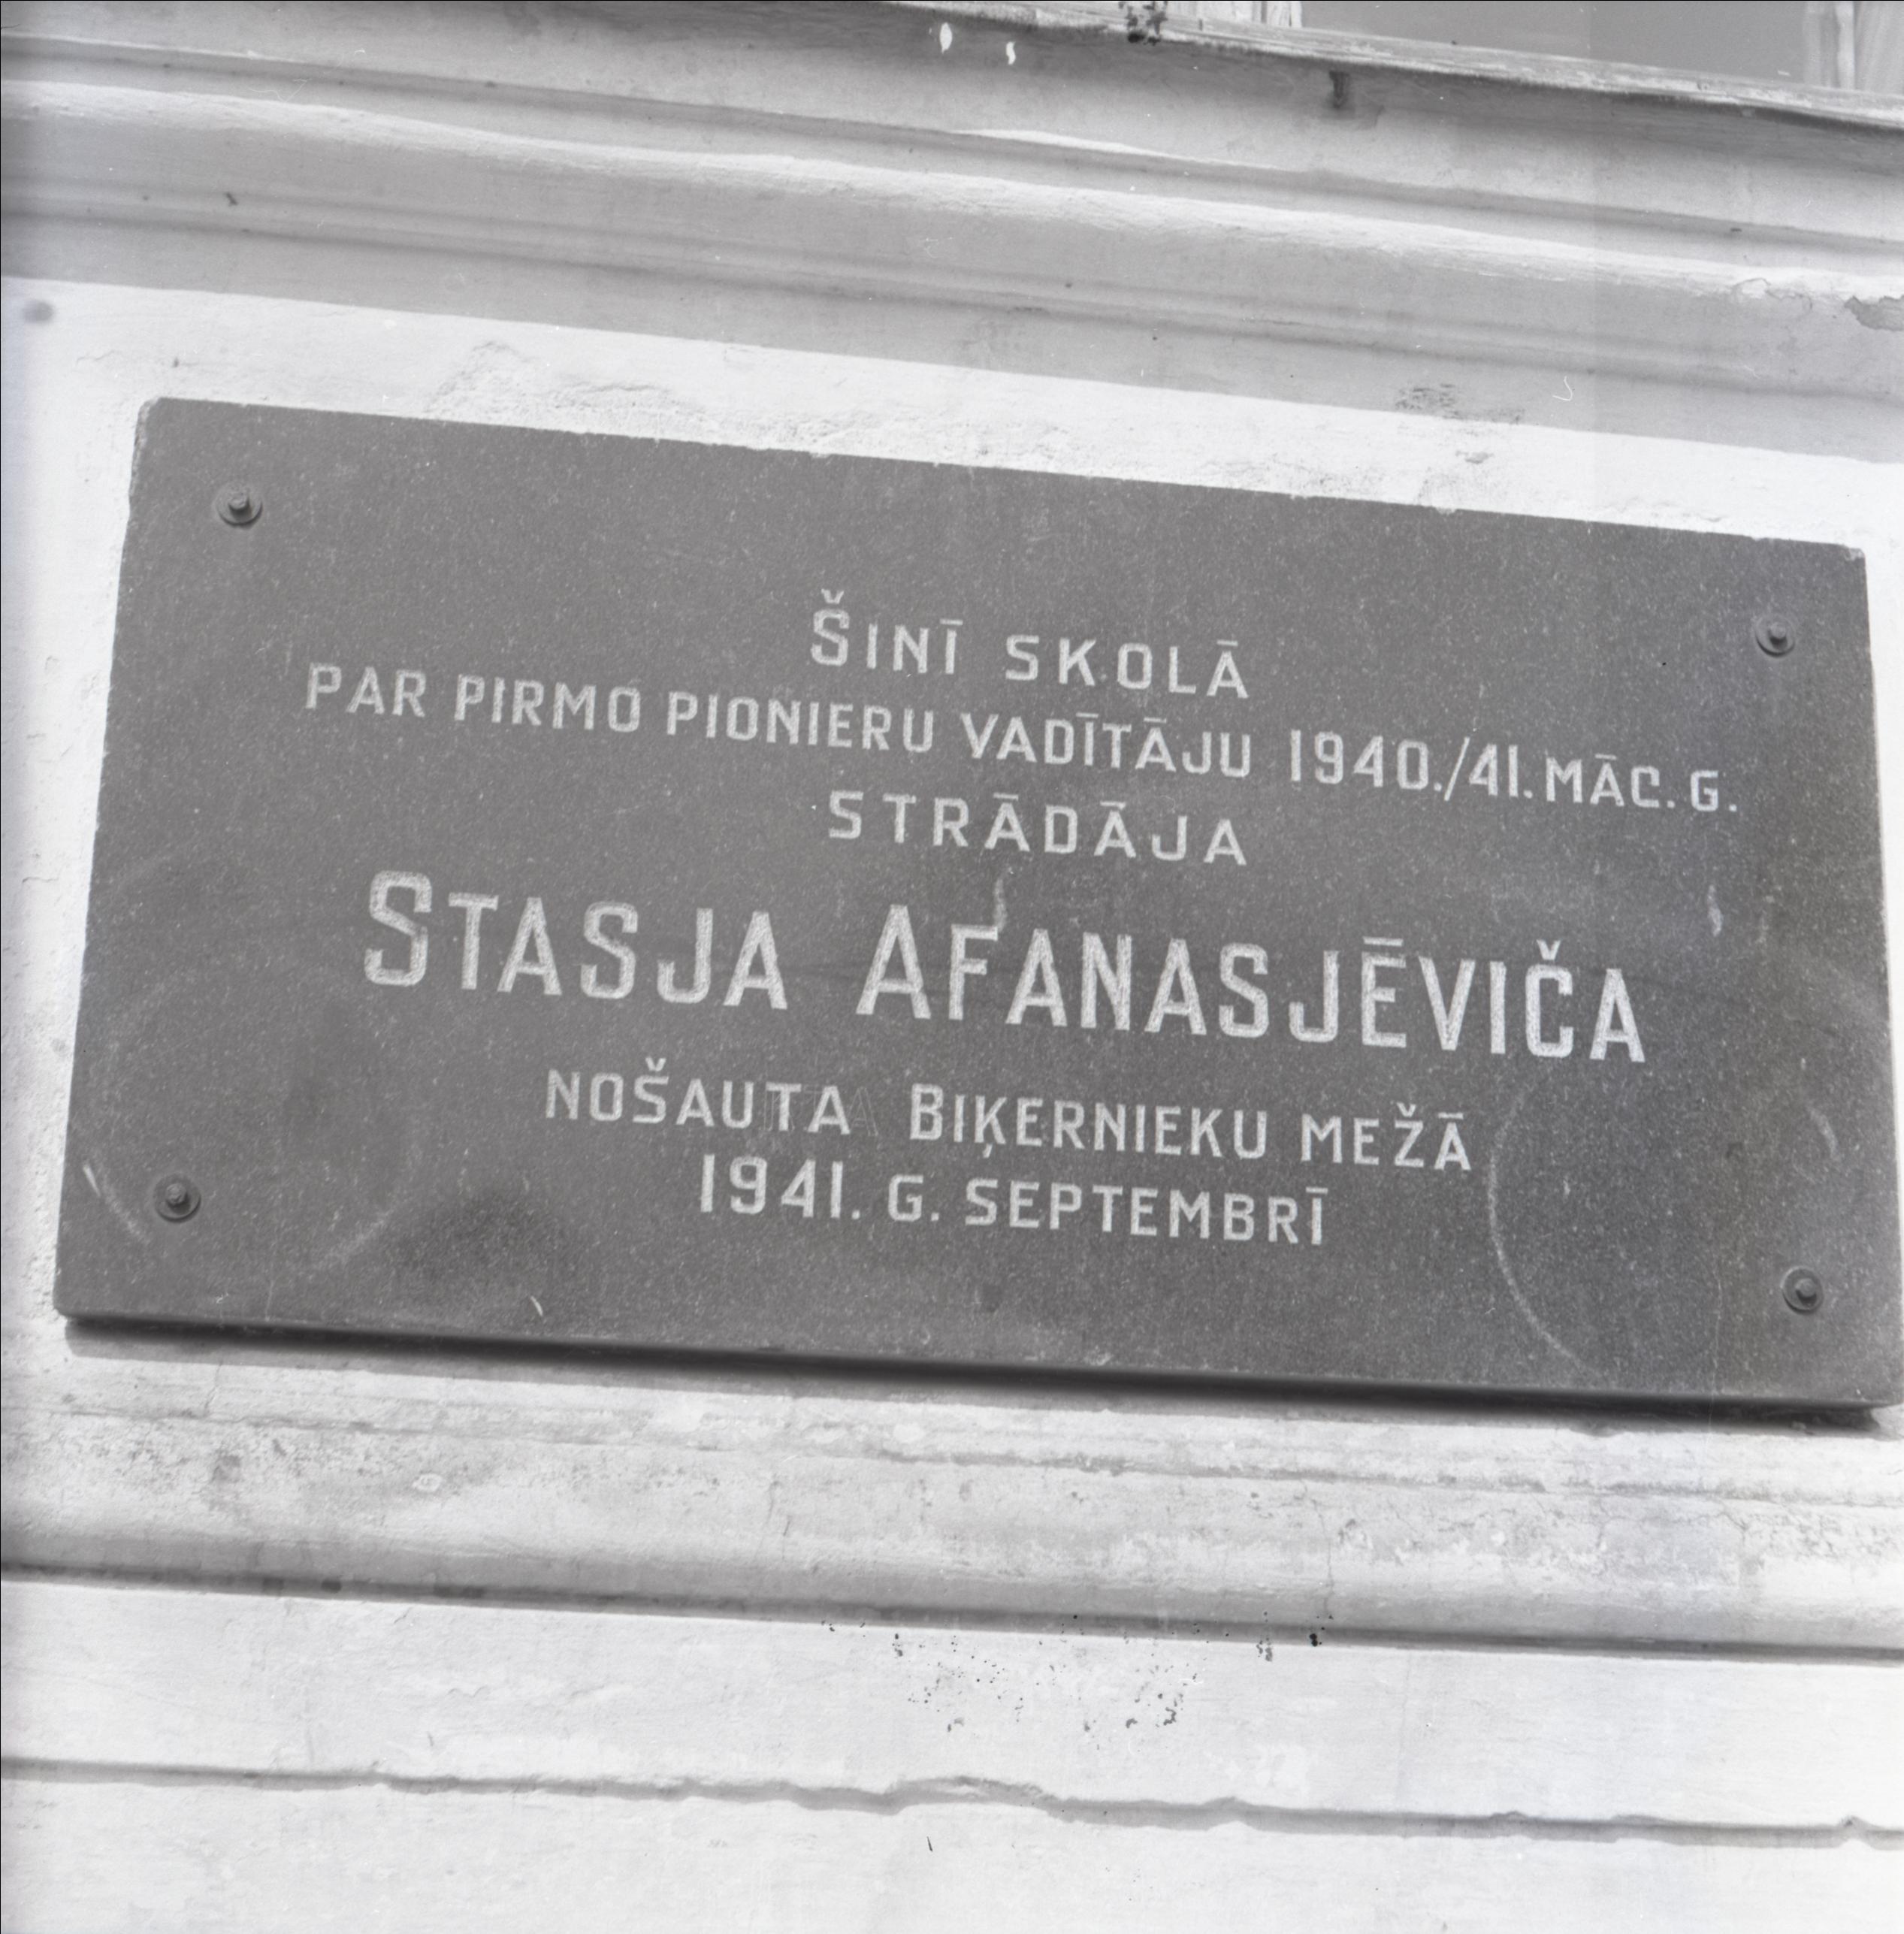 ŠINĪ SKOLĀ
PAR PIRMO PIONIERU VADĪTĀJU 1940./41. MĀC. G.
STRĀDĀJA
STASJA AFANASJĒVIČA
NOŠAUTA BIĶERNIEKU MEŽĀ
1941. G. SEPTEMBRĪ